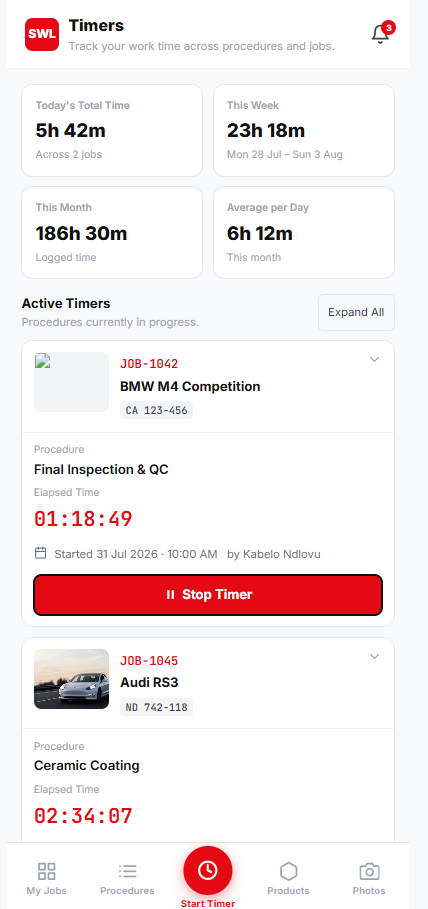 SWL
Timers
Track your work time across procedures and jobs.
3
Today's Total Time
5h 42m
Across 2 jobs
This Week
23h 18m
Mon 28 Jul – Sun 3 Aug
This Month
186h 30m
Logged time
Average per Day
6h 12m
This month
Active Timers
Procedures currently in progress.
Expand All
JOB-1042
BMW M4 Competition
CA 123-456
Procedure
Final Inspection & QC
Elapsed Time
01:18:49
Started 31 Jul 2026 · 10:00 AM by Kabelo Ndlovu
Stop Timer
JOB-1045
Audi RS3
ND 742-118
Procedure
Ceramic Coating
Elapsed Time
02:34:07
My Jobs
Procedures
Start Timer
Products
Photos